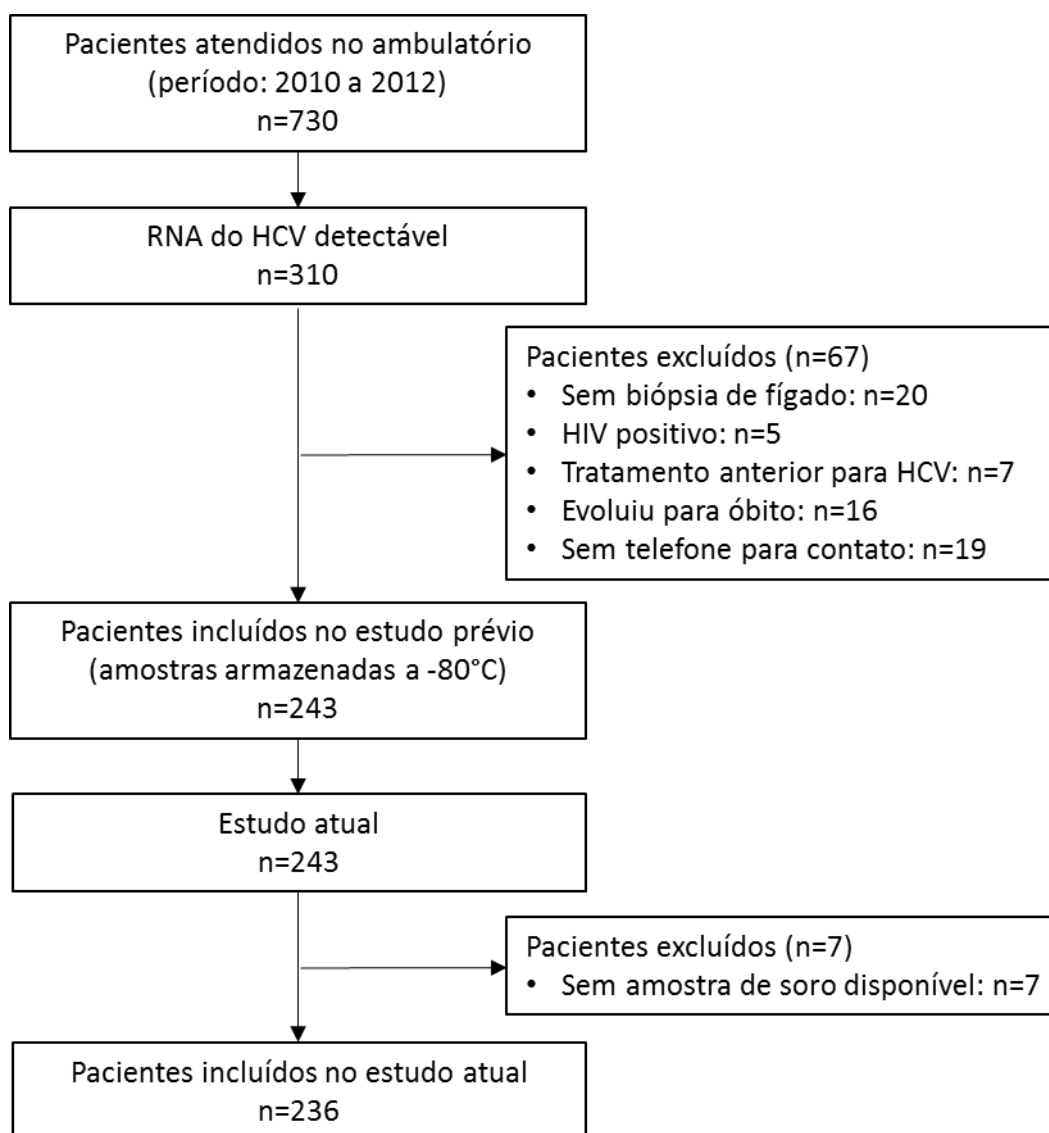 Pacientes atendidos no ambulatório
(período: 2010 a 2012)
n=730
RNA do HCV detectável
n=310
Pacientes excluídos (n=67)
• Sem biópsia de fígado: n=20
• HIV positivo: n=5
• Tratamento anterior para HCV: n=7
• Evoluiu para óbito: n=16
• Sem telefone para contato: n=19
Pacientes incluídos no estudo prévio
(amostras armazenadas a -80°C)
n=243
Estudo atual
n=243
Pacientes excluídos (n=7)
• Sem amostra de soro disponível: n=7
Pacientes incluídos no estudo atual
n=236